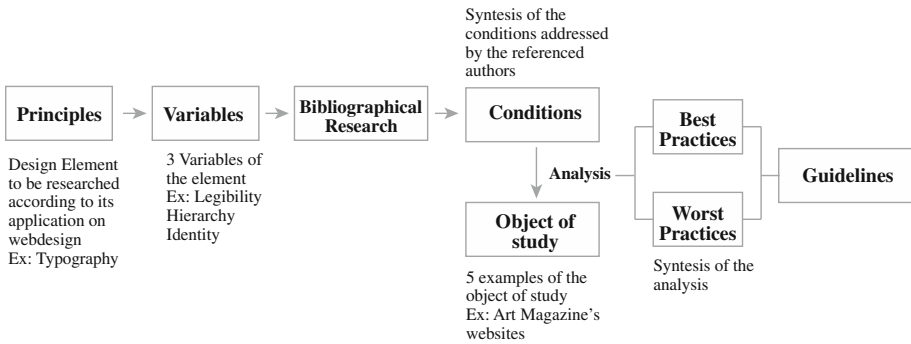 Principles
Design Element
to be researched
according to its
application on
webdesign
Ex: Typography
Variables
3 Variables of
the element
Ex: Legibility
Hierarchy
Identity
Bibliographical
Research
Syntesis of the
conditions addressed
by the referenced
authors
Conditions
Analysis
Object of
study
5 examples of the
object of study
Ex: Art Magazine's
websites
Best
Practices
Worst
Practices
Syntesis of the
analysis
Guidelines